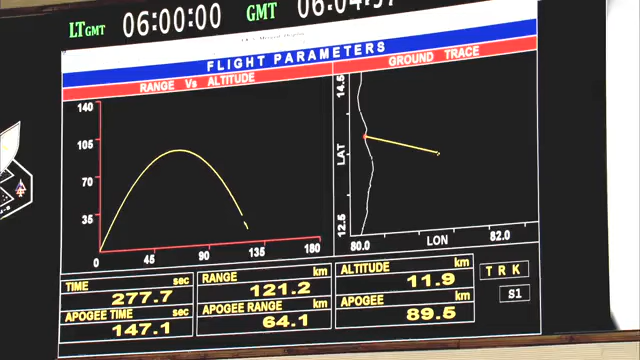 LT GMT 06:00:00 GMT
FLIGHT PARAMETERS
RANGE Vs ALTITUDE
GROUND TRACE
140
105
70
35
0 45 90 135 180
14.5
LAT
12.5
80.0 LON 82.0
TIME sec 277.7
RANGE km 121.2
ALTITUDE km 11.9
TRK
APOGEE TIME sec 147.1
APOGEE RANGE km 64.1
APOGEE km 89.5
S1